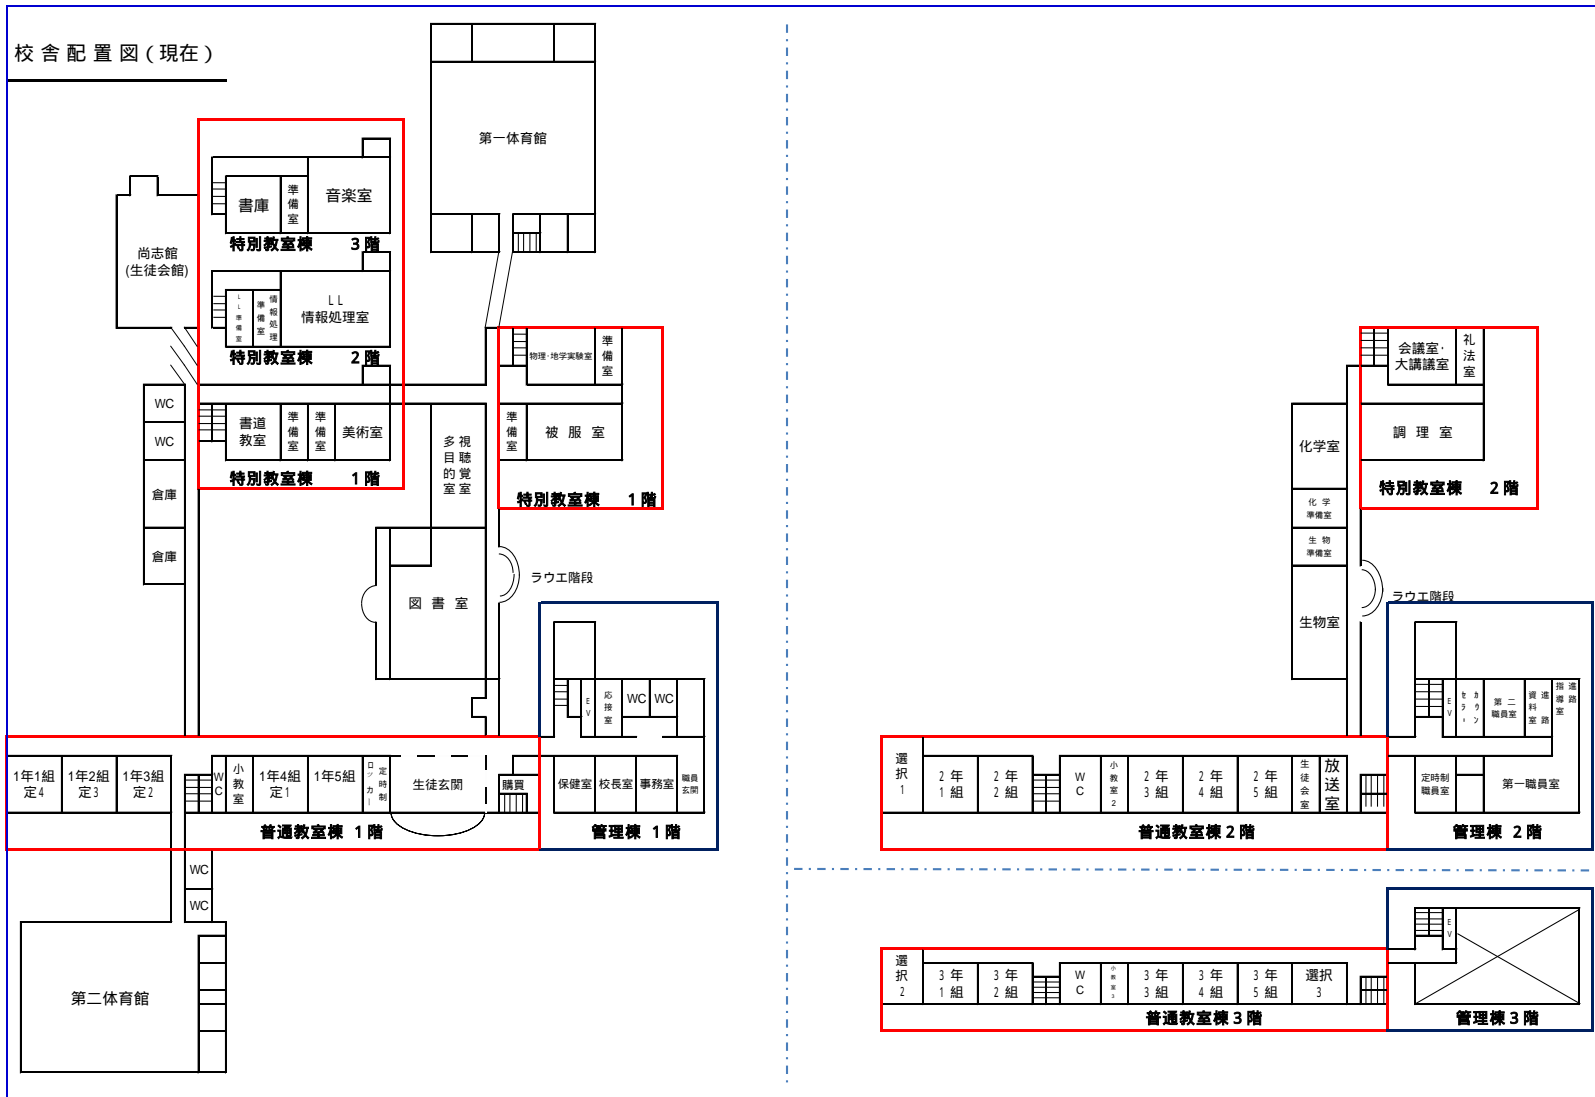 校舎配置図(現在)
第一体育館
書庫
準備室
音楽室
特別教室棟 3階
尚志館
(生徒会館)
LL準備室
情報処理準備室
LL
情報処理室
特別教室棟 2階
WC
WC
倉庫
倉庫
書道教室
準備室
準備室
美術室
特別教室棟 1階
視聴覚室
多目的室
物理・地学実験室
準備室
準備室
被服室
特別教室棟 1階
図書室
ラウエ階段
EV
応接室
WC
WC
1年1組
定4
1年2組
定3
1年3組
定2
WC
小教室
1年4組
定1
1年5組
定時制
ロッカー
生徒玄関
購買
普通教室棟 1階
保健室
校長室
事務室
職員玄関
管理棟 1階
WC
WC
第二体育館
会議室・
大講議室
礼法室
調理室
特別教室棟 2階
化学室
化学
準備室
生物
準備室
生物室
ラウエ階段
EV
カウンセラー
第二
職員室
進路資料室
進路指導室
選択1
2年1組
2年2組
WC
小教室2
2年3組
2年4組
2年5組
生徒会室
放送室
普通教室棟2階
定時制
職員室
第一職員室
管理棟 2階
選択2
3年1組
3年2組
WC
小教室3
3年3組
3年4組
3年5組
選択3
普通教室棟3階
EV
管理棟3階